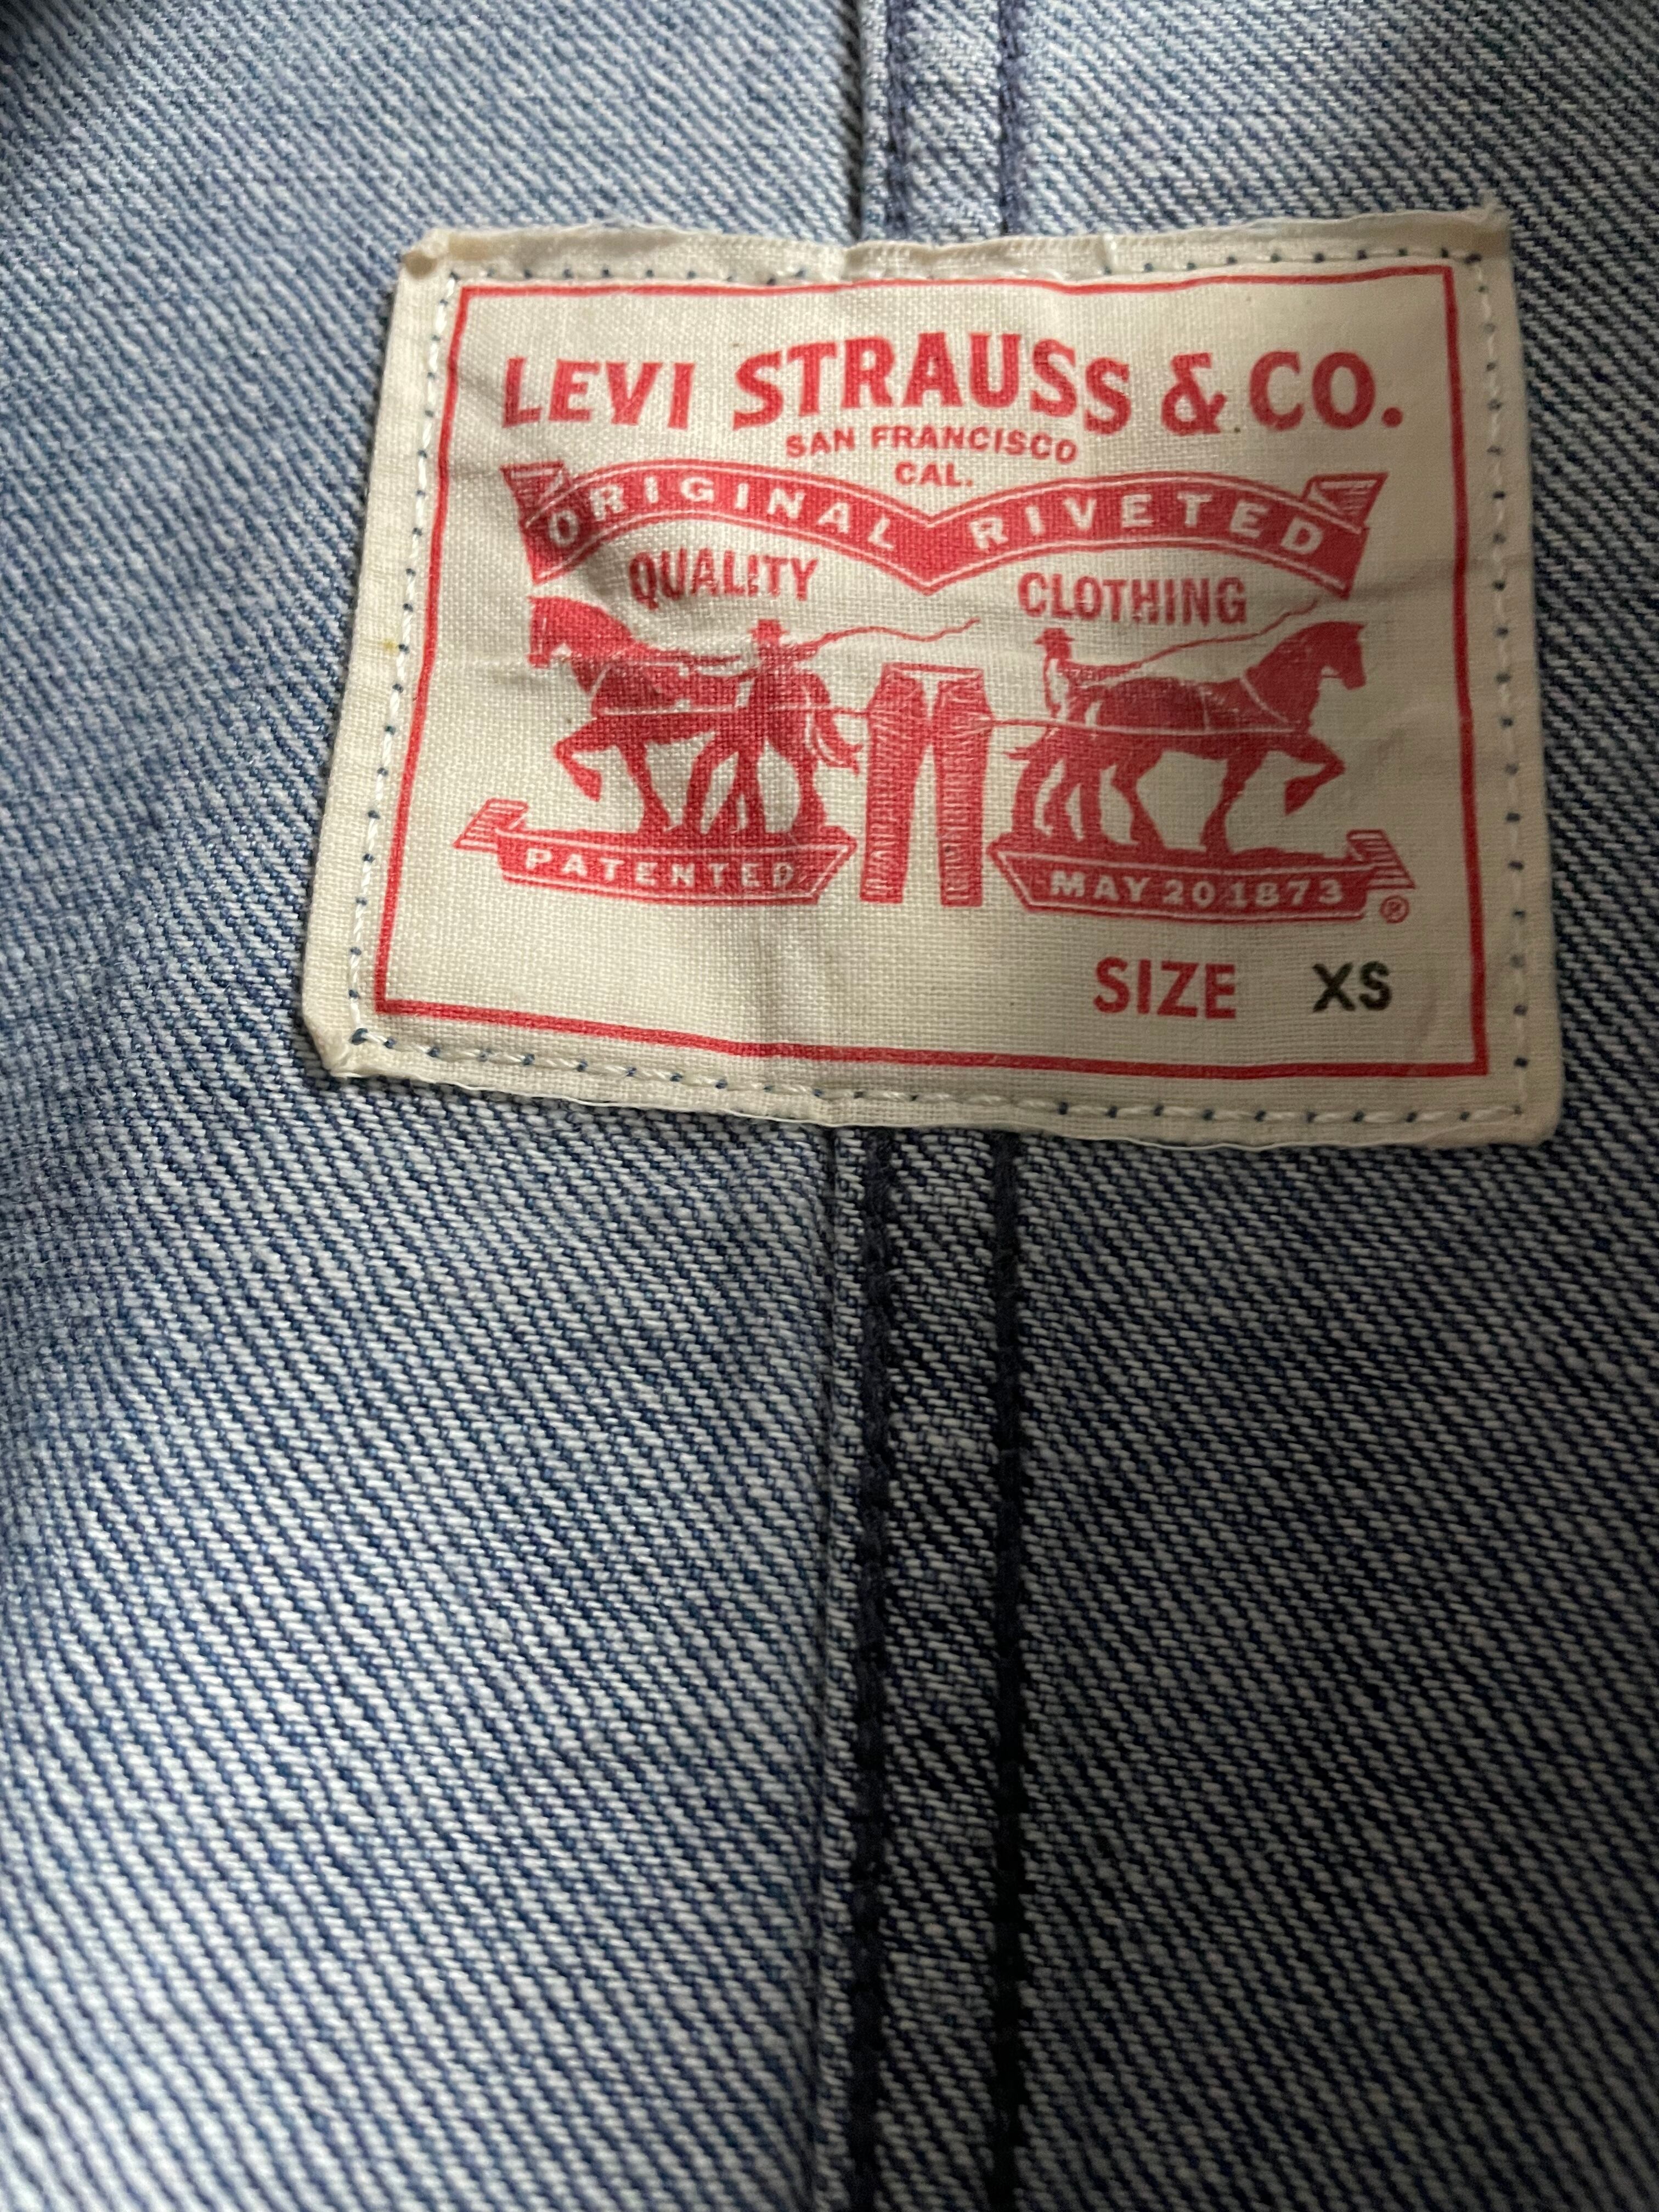 LEVI STRAUSS & CO.
SAN FRANCISCO
CAL.
ORIGINAL RIVETED
QUALITY CLOTHING
PATENTED MAY 20 1873 ®
SIZE XS